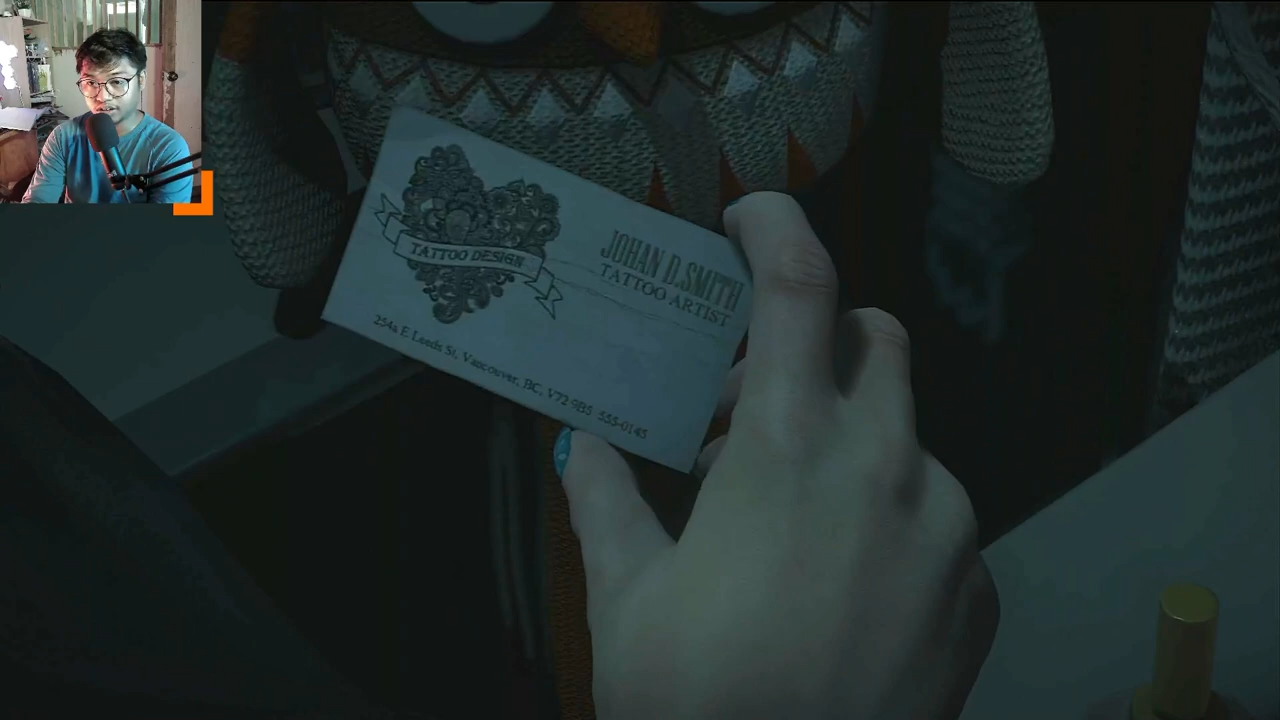 TATTOO DESIGN
JOHAN D. SMITH
TATTOO ARTIST
254a E Leeds St, Vancouver, BC, V72 9B5 555-0145